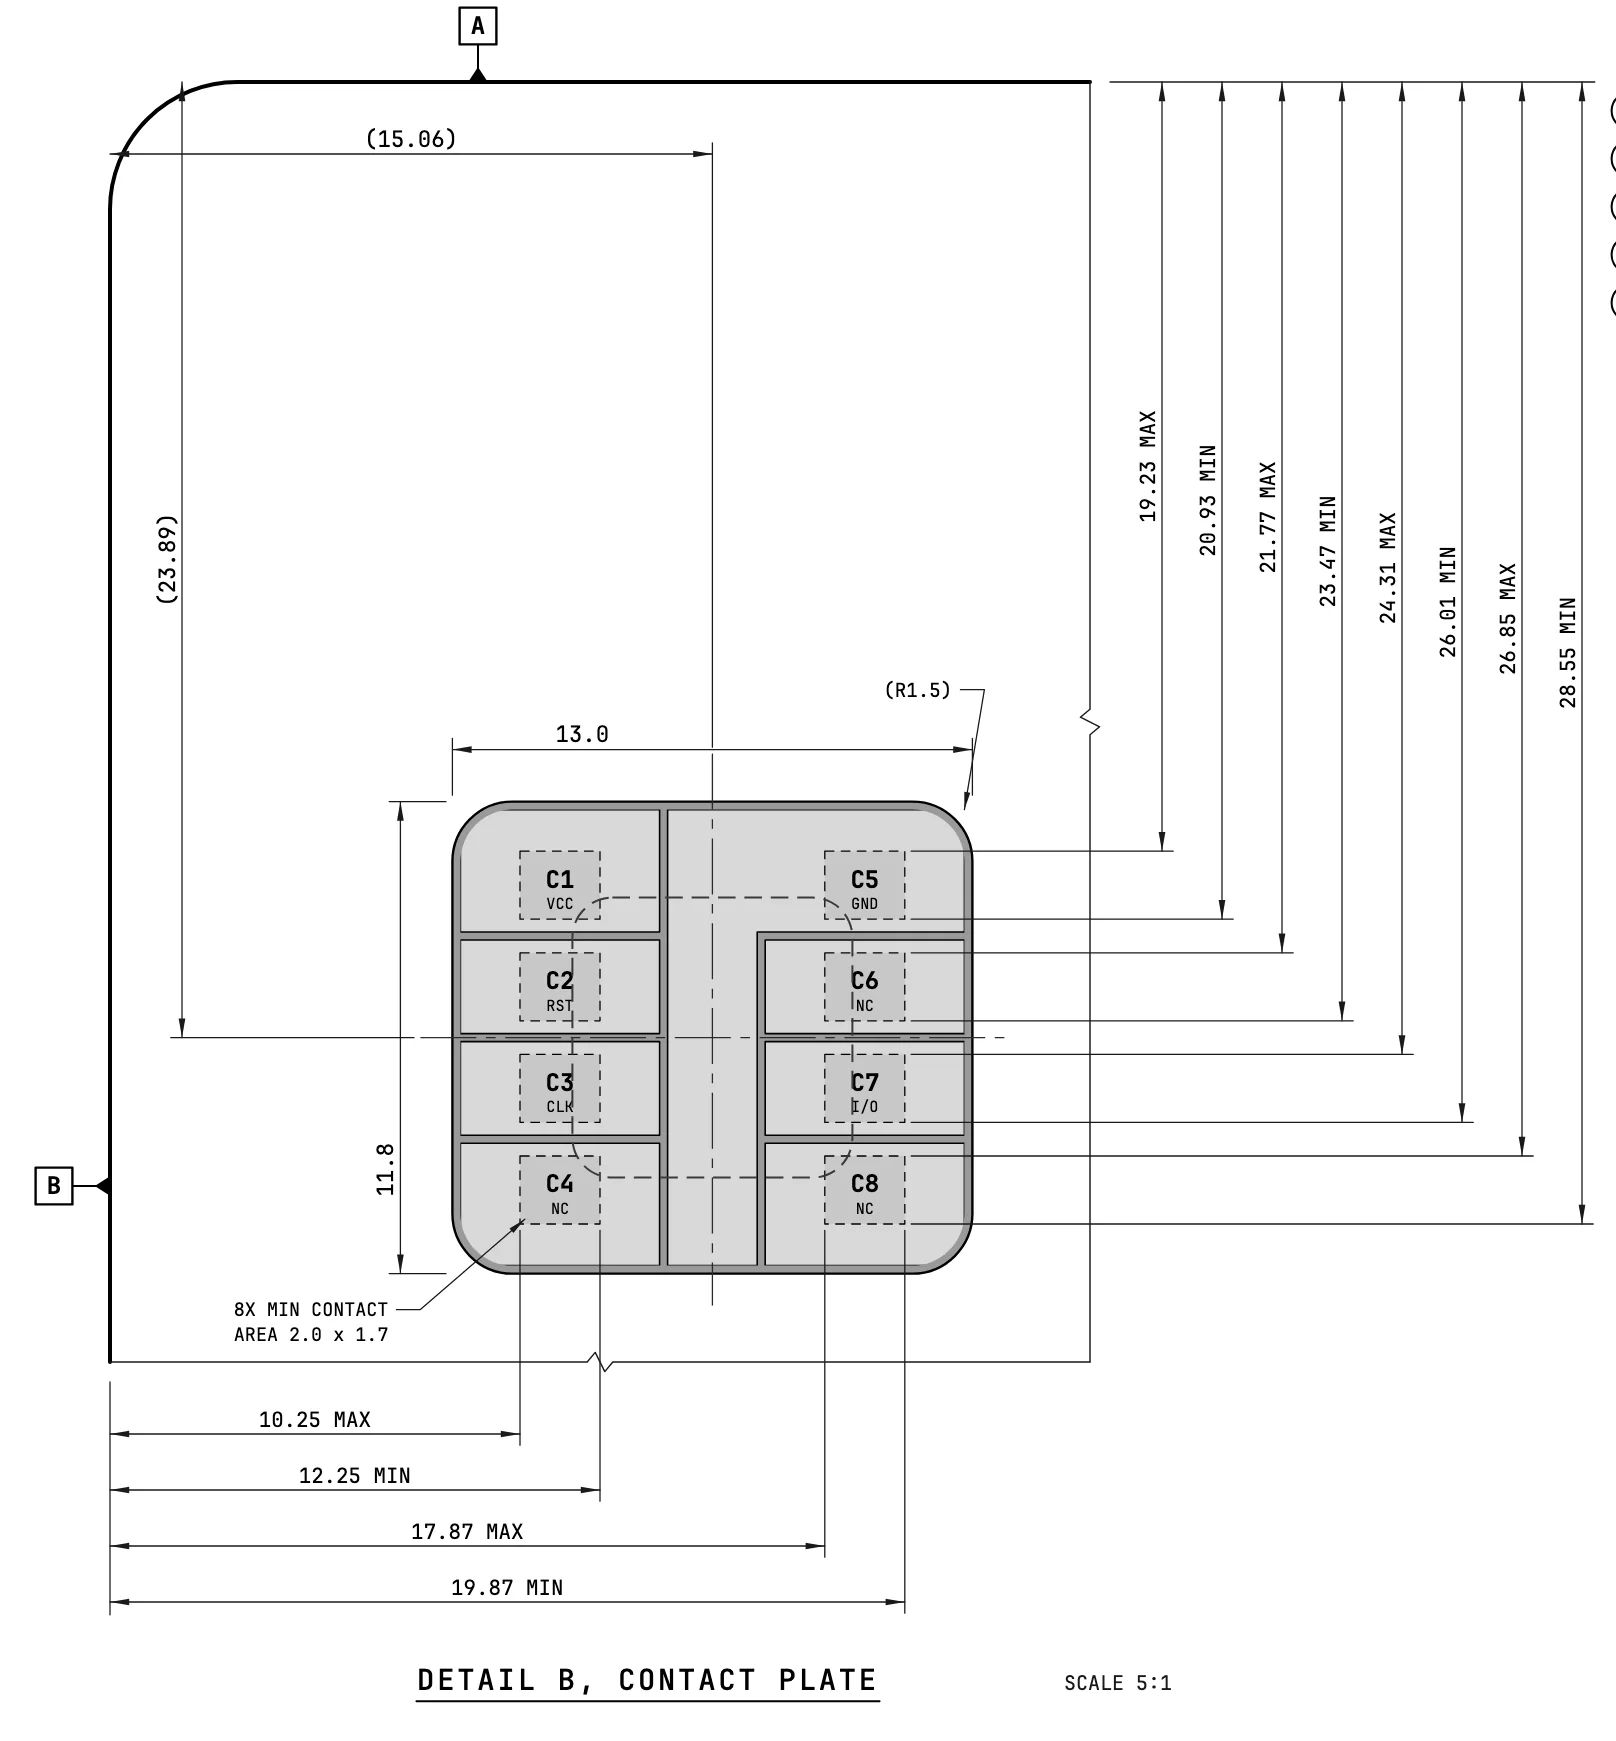 A
(15.06)
19.23 MAX
20.93 MIN
21.77 MAX
23.47 MIN
24.31 MAX
26.01 MIN
26.85 MAX
28.55 MIN
(23.89)
(R1.5)
13.0
C1
VCC
C5
GND
C2
RST
C6
NC
C3
CLK
C7
I/O
11.8
B
C4
NC
C8
NC
8X MIN CONTACT
AREA 2.0 x 1.7
10.25 MAX
12.25 MIN
17.87 MAX
19.87 MIN
DETAIL B, CONTACT PLATE
SCALE 5:1